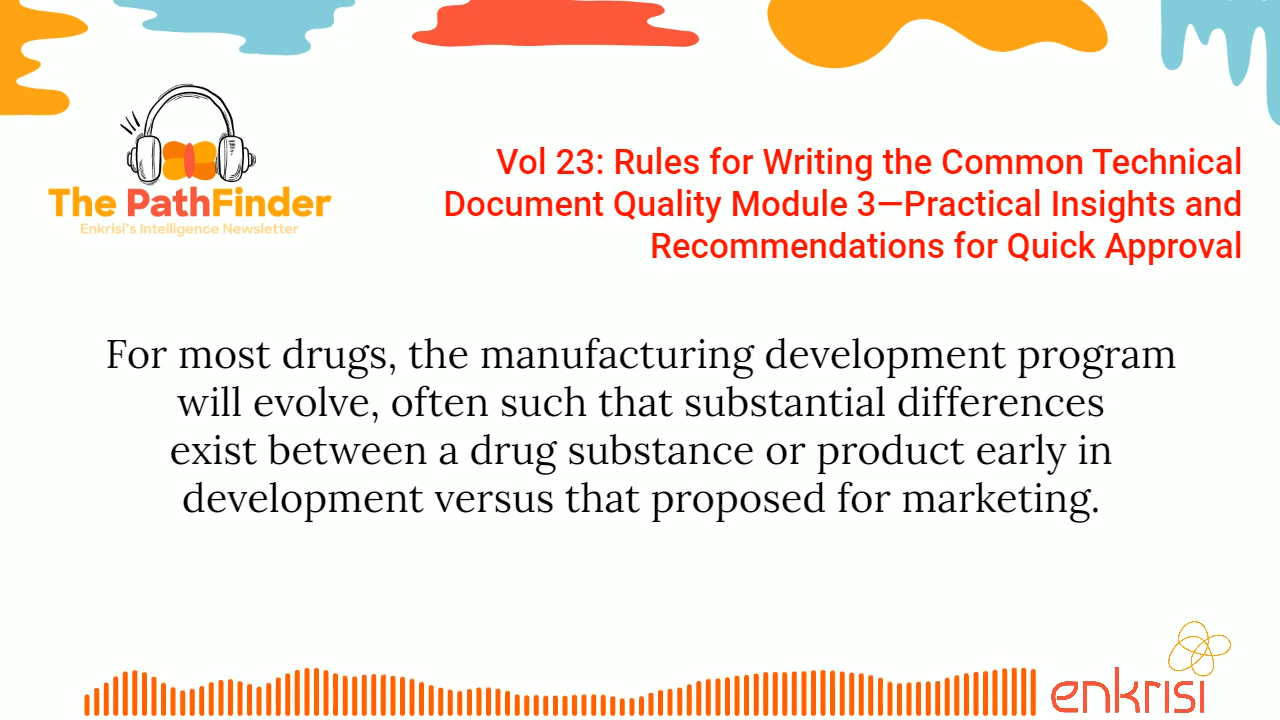 The PathFinder
Enkrisi's Intelligence Newsletter
Vol 23: Rules for Writing the Common Technical
Document Quality Module 3—Practical Insights and
Recommendations for Quick Approval
For most drugs, the manufacturing development program
will evolve, often such that substantial differences
exist between a drug substance or product early in
development versus that proposed for marketing.
enkrisi